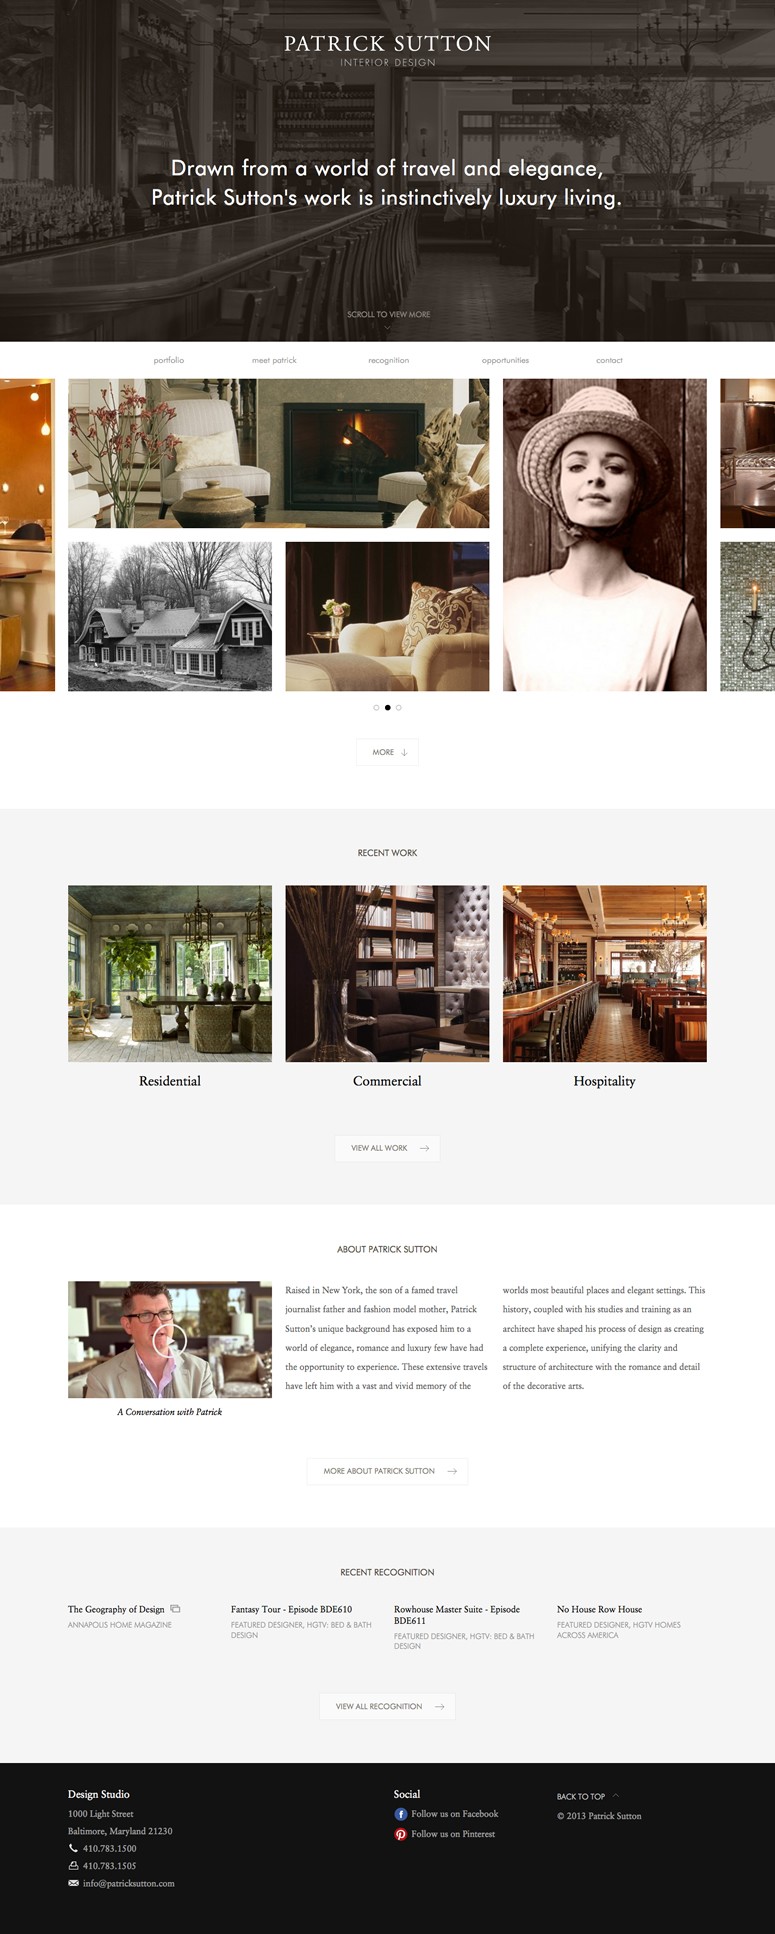 PATRICK SUTTON
INTERIOR DESIGN
Drawn from a world of travel and elegance,
Patrick Sutton's work is instinctively luxury living.
SCROLL TO VIEW MORE
portfolio
meet patrick
recognition
opportunities
contact
MORE
RECENT WORK
Residential
Commercial
Hospitality
VIEW ALL WORK
ABOUT PATRICK SUTTON
A Conversation with Patrick
Raised in New York, the son of a famed travel
journalist father and fashion model mother, Patrick
Sutton's unique background has exposed him to a
world of elegance, romance and luxury few have had
the opportunity to experience. These extensive travels
have left him with a vast and vivid memory of the
worlds most beautiful places and elegant settings. This
history, coupled with his studies and training as an
architect have shaped his process of design as creating
a complete experience, unifying the clarity and
structure of architecture with the romance and detail
of the decorative arts.
MORE ABOUT PATRICK SUTTON
RECENT RECOGNITION
The Geography of Design
ANNAPOLIS HOME MAGAZINE
Fantasy Tour - Episode BDE610
FEATURED DESIGNER, HGTV: BED & BATH
DESIGN
Rowhouse Master Suite - Episode
BDE611
FEATURED DESIGNER, HGTV: BED & BATH
DESIGN
No House Row House
FEATURED DESIGNER, HGTV HOMES
ACROSS AMERICA
VIEW ALL RECOGNITION
Design Studio
1000 Light Street
Baltimore, Maryland 21230
410.783.1500
410.783.1505
info@patricksutton.com
Social
Follow us on Facebook
Follow us on Pinterest
BACK TO TOP
© 2013 Patrick Sutton